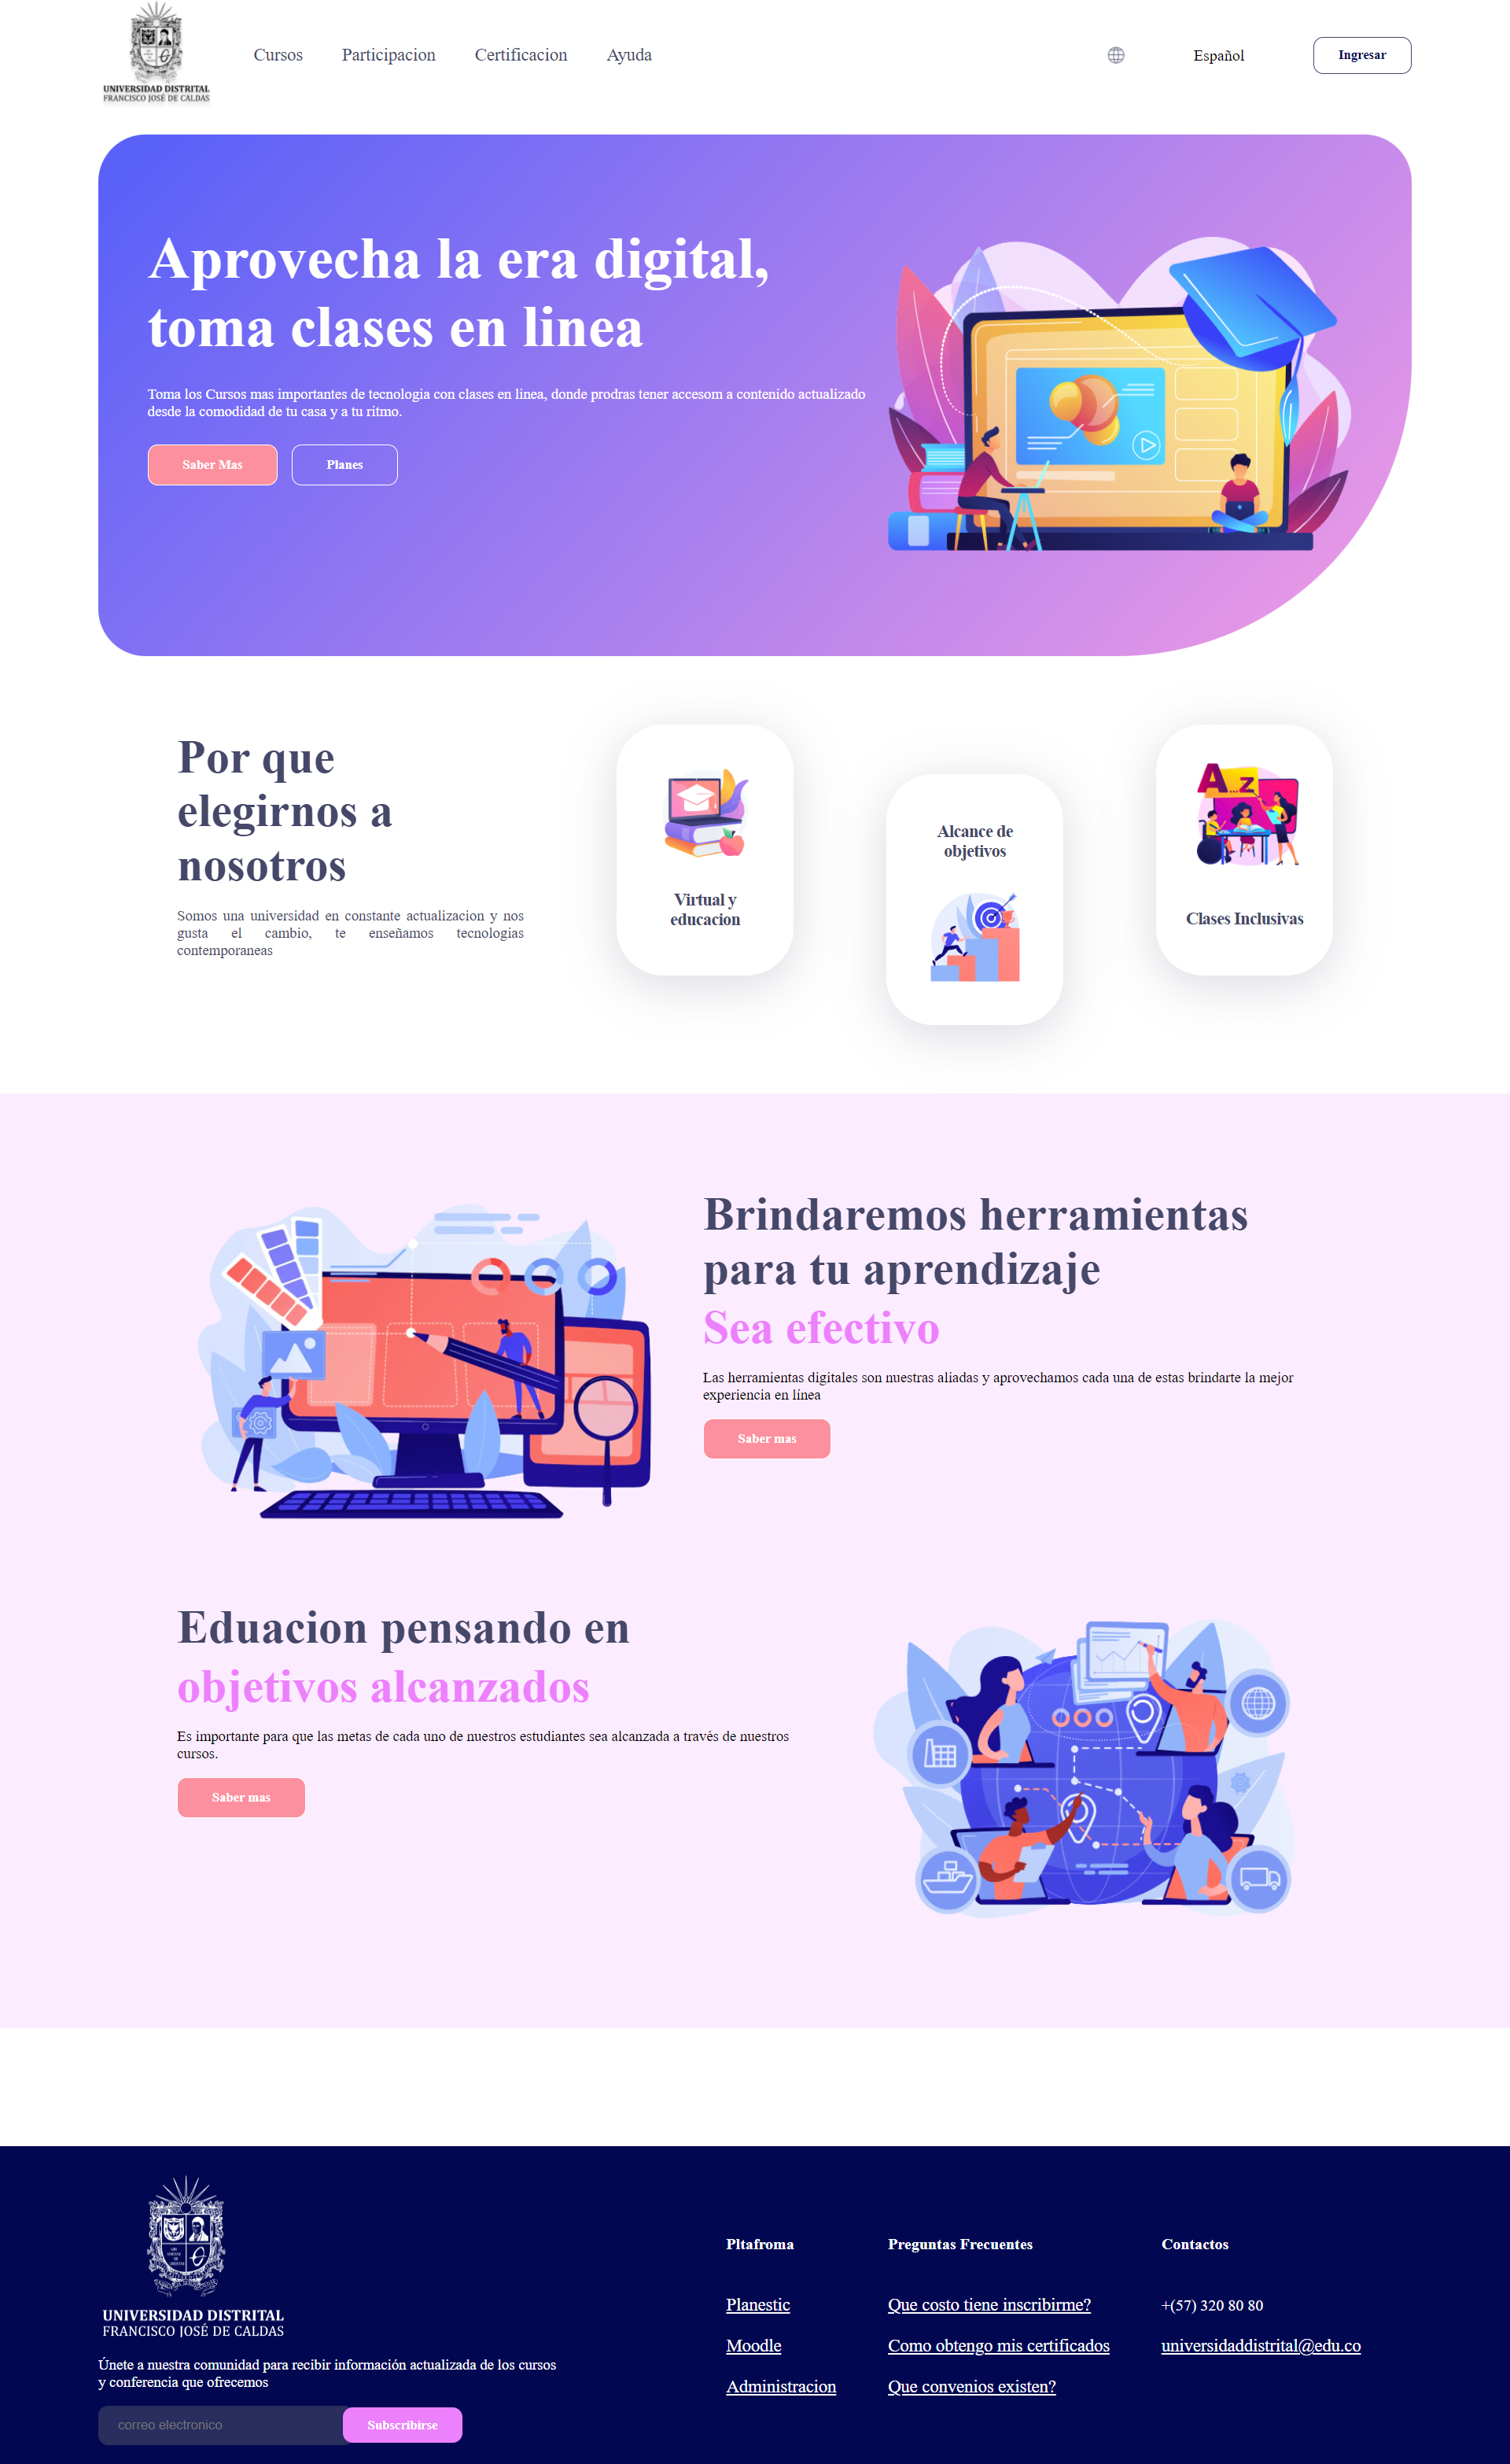 UNIVERSIDAD DISTRITAL
FRANCISCO JOSÉ DE CALDAS
Cursos
Participacion
Certificacion
Ayuda
Español
Ingresar
Aprovecha la era digital,
toma clases en linea
Toma los Cursos mas importantes de tecnologia con clases en linea, donde prodras tener accesom a contenido actualizado
desde la comodidad de tu casa y a tu ritmo.
Saber Mas
Planes
Por que
elegirnos a
nosotros
Somos una universidad en constante actualizacion y nos
gusta el cambio, te enseñamos tecnologias
contemporaneas
Virtual y
educacion
Alcance de
objetivos
A...z
Clases Inclusivas
Brindaremos herramientas
para tu aprendizaje
Sea efectivo
Las herramientas digitales son nuestras aliadas y aprovechamos cada una de estas brindarte la mejor
experiencia en línea
Saber mas
Eduacion pensando en
objetivos alcanzados
Es importante para que las metas de cada uno de nuestros estudiantes sea alcanzada a través de nuestros
cursos.
Saber mas
UNIVERSIDAD DISTRITAL
FRANCISCO JOSÉ DE CALDAS
Únete a nuestra comunidad para recibir información actualizada de los cursos
y conferencia que ofrecemos
correo electronico
Subscribirse
Pltafroma
Planestic
Moodle
Administracion
Preguntas Frecuentes
Que costo tiene inscribirme?
Como obtengo mis certificados
Que convenios existen?
Contactos
+(57) 320 80 80
universidaddistrital@edu.co